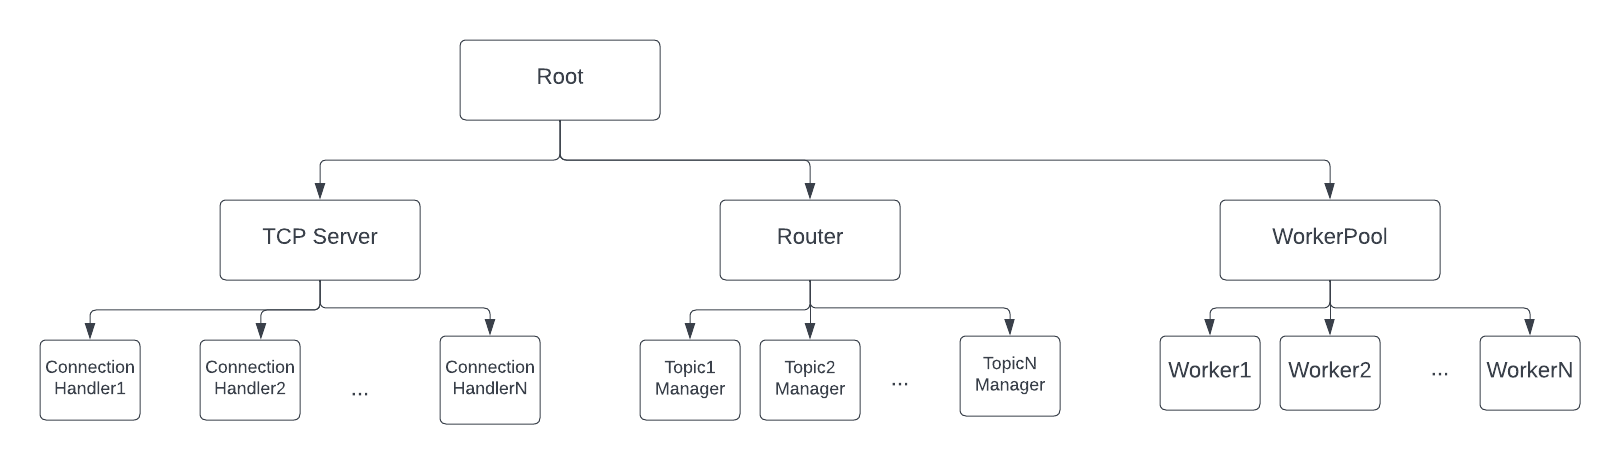 Root
TCP Server
Router
WorkerPool
Connection
Handler1
Connection
Handler2
...
Connection
HandlerN
Topic1
Manager
Topic2
Manager
...
TopicN
Manager
Worker1
Worker2
...
WorkerN